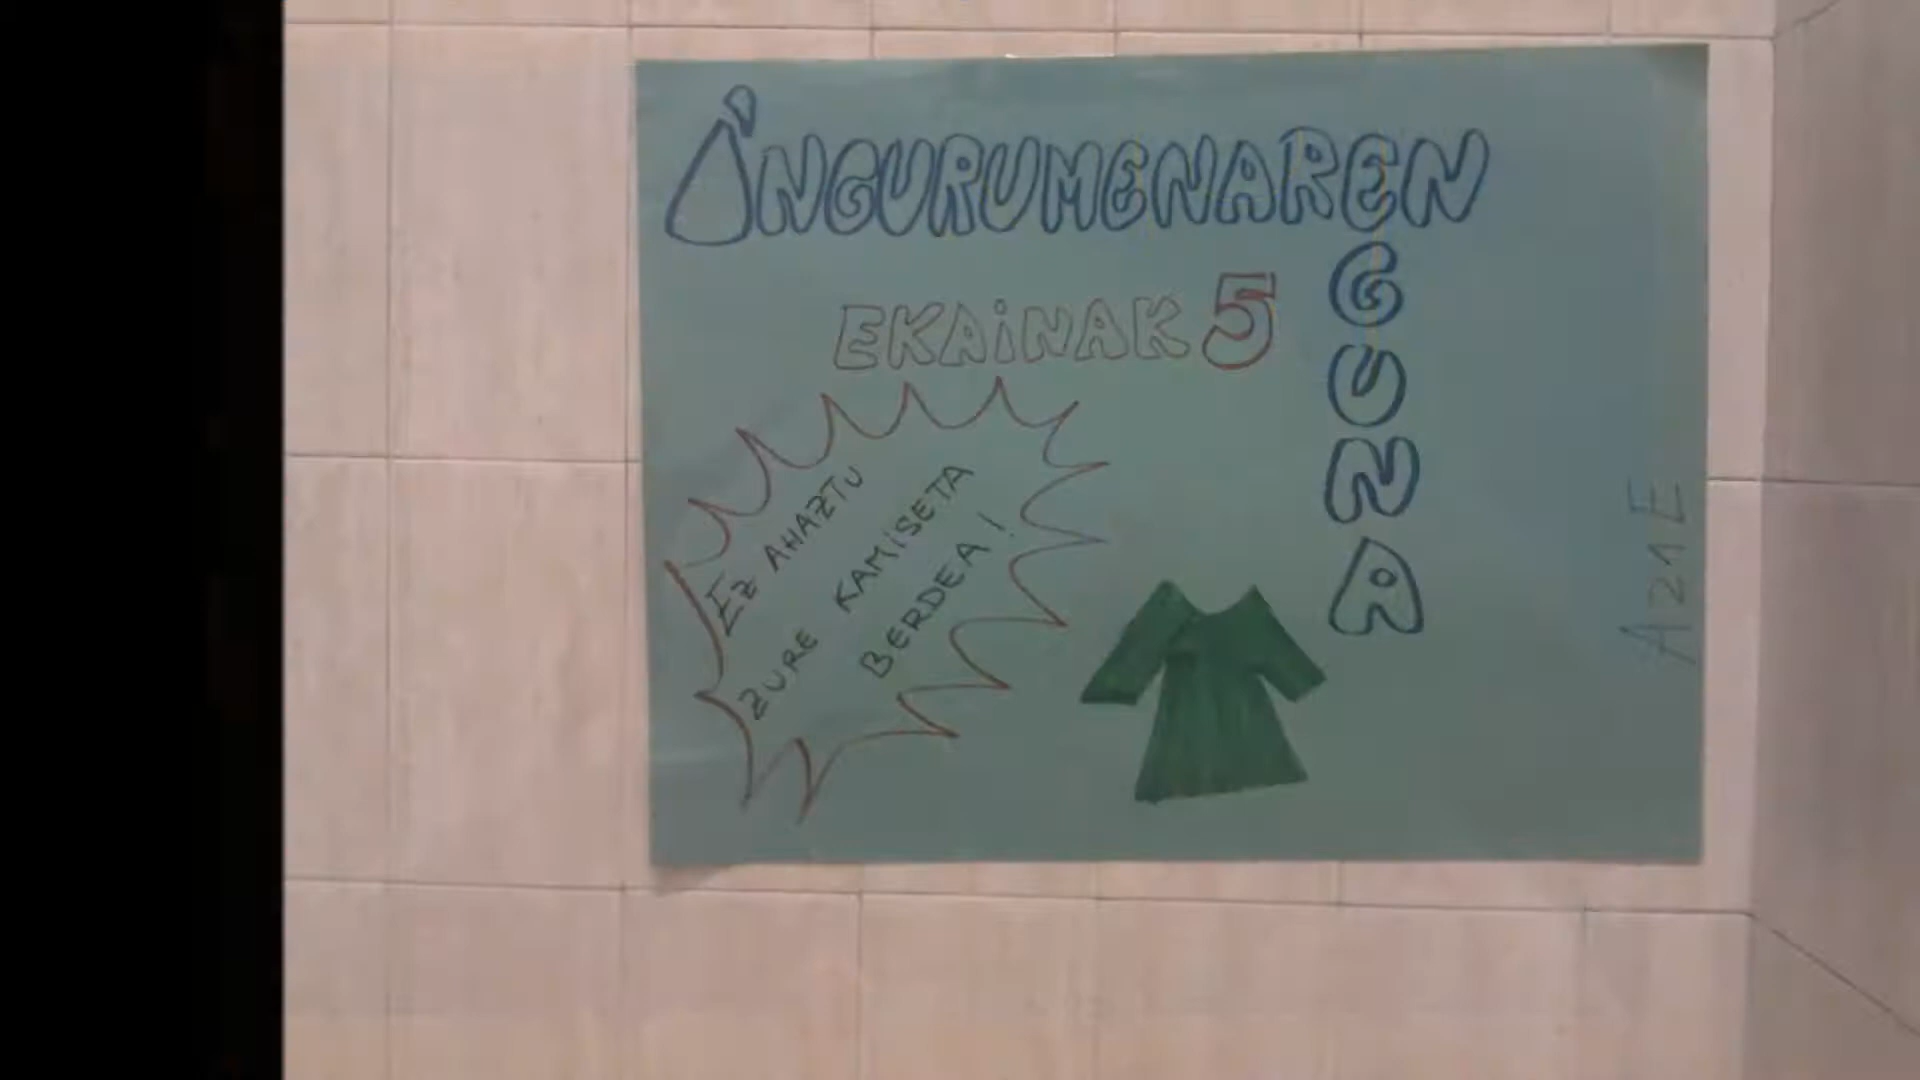 INGURUMENAREN
EGUNA
EKAINAK 5
EZ AHAZTU
ZURE KAMISETA
BERDEA!
A21E